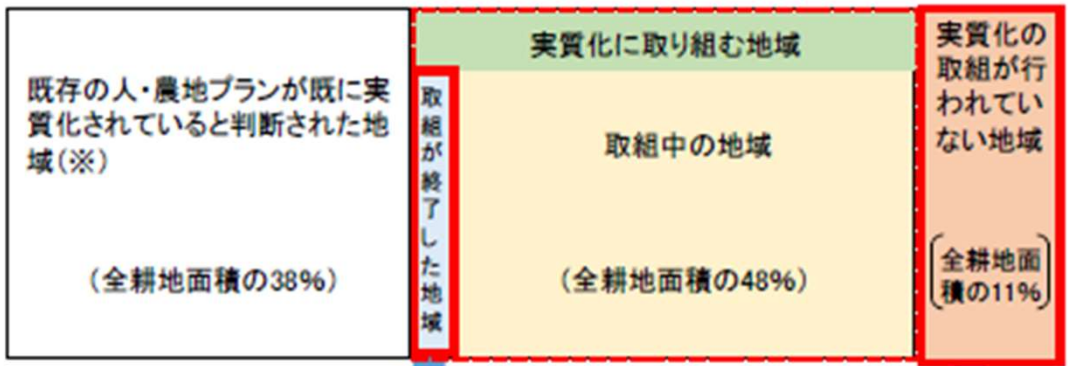 既存の人・農地プランが既に実
質化されていると判断された地
域(※)
(全耕地面積の38%)
実質化に取り組む地域
取組が終了した地域
取組中の地域
(全耕地面積の48%)
実質化の
取組が行
われてい
ない地域
全耕地面
積の11%